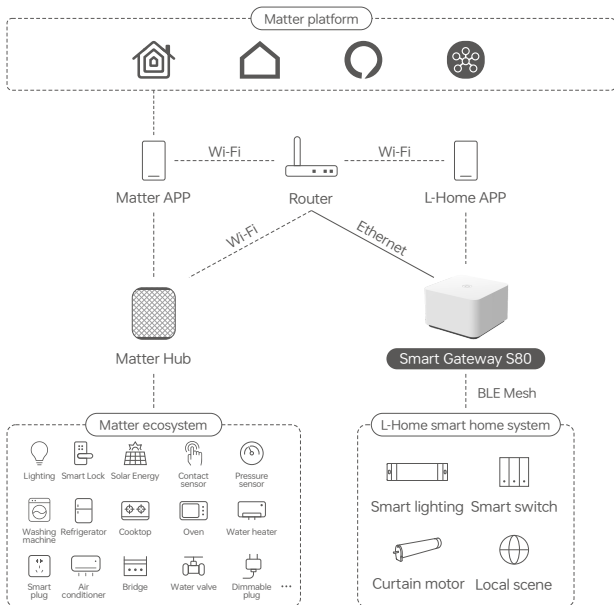 Matter platform
Wi-Fi
Wi-Fi
Matter APP
Router
L-Home APP
Wi-Fi
Ethernet
Matter Hub
Smart Gateway S80
BLE Mesh
Matter ecosystem
L-Home smart home system
Lighting
Smart Lock
Solar Energy
Contact
sensor
Pressure
sensor
Washing
machine
Refrigerator
Cooktop
Oven
Water heater
Smart
plug
Air
conditioner
Bridge
Water valve
Dimmable
plug
...
Smart lighting
Smart switch
Curtain motor
Local scene